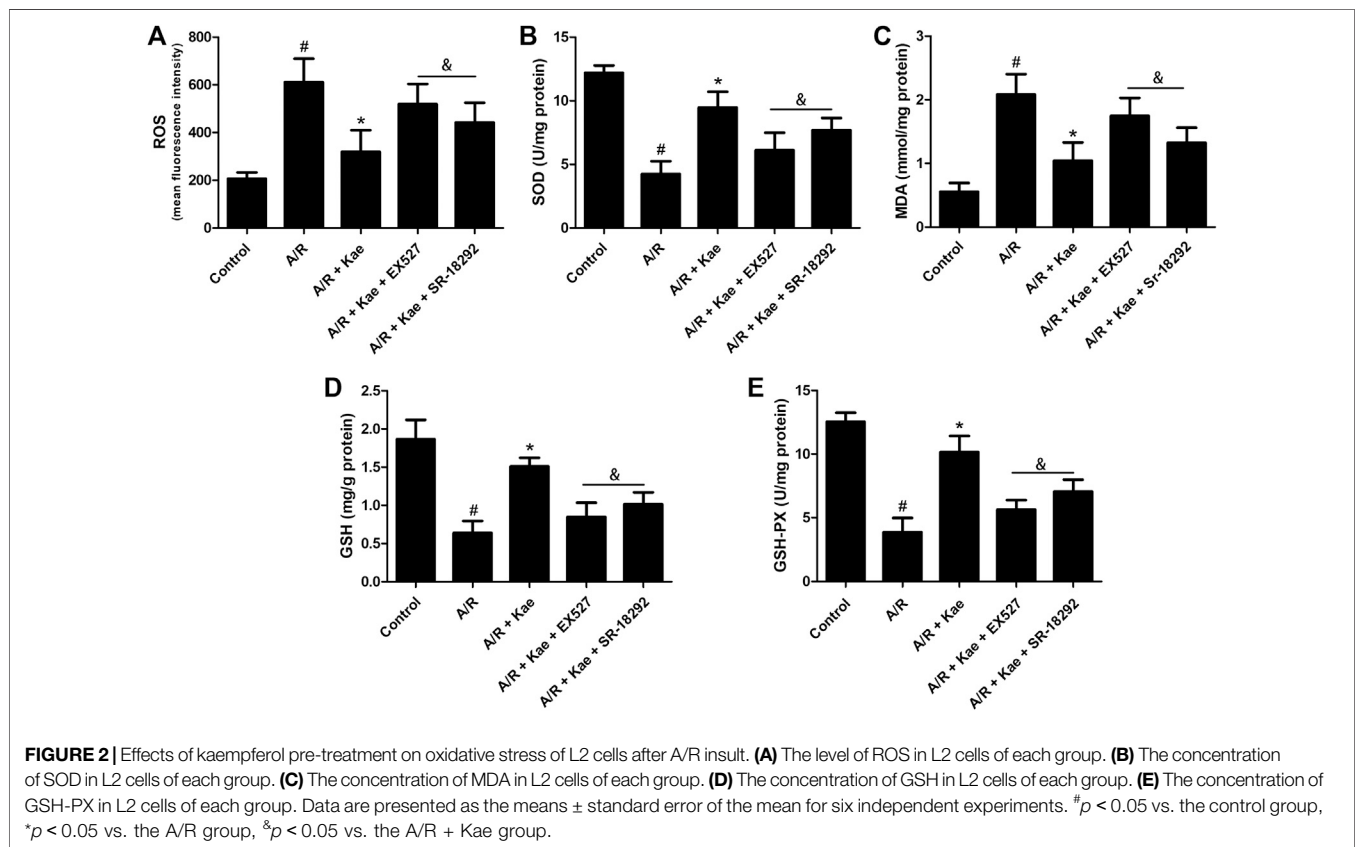 A
ROS
(mean fluorescence intensity)
800
600
400
200
0
#
*
&
Control
A/R
A/R + Kae
A/R + Kae + EX527
A/R + Kae + SR-18292
B
SOD (U/mg protein)
15
10
5
0
#
*
&
Control
A/R
A/R + Kae
A/R + Kae + EX527
A/R + Kae + SR-18292
C
MDA (mmol/mg protein)
3
2
1
0
#
*
&
Control
A/R
A/R + Kae
A/R + Kae + EX527
A/R + Kae + Sr-18292
D
GSH (mg/g protein)
2.5
2.0
1.5
1.0
0.5
0.0
#
*
&
Control
A/R
A/R + Kae
A/R + Kae + EX527
A/R + Kae + SR-18292
E
GSH-PX (U/mg protein)
15
10
5
0
#
*
&
Control
A/R
A/R + Kae
A/R + Kae + EX527
A/R + Kae + SR-18292
FIGURE 2 | Effects of kaempferol pre-treatment on oxidative stress of L2 cells after A/R insult. (A) The level of ROS in L2 cells of each group. (B) The concentration
of SOD in L2 cells of each group. (C) The concentration of MDA in L2 cells of each group. (D) The concentration of GSH in L2 cells of each group. (E) The concentration of
GSH-PX in L2 cells of each group. Data are presented as the means ± standard error of the mean for six independent experiments. #p < 0.05 vs. the control group,
*p < 0.05 vs. the A/R group, &p < 0.05 vs. the A/R + Kae group.